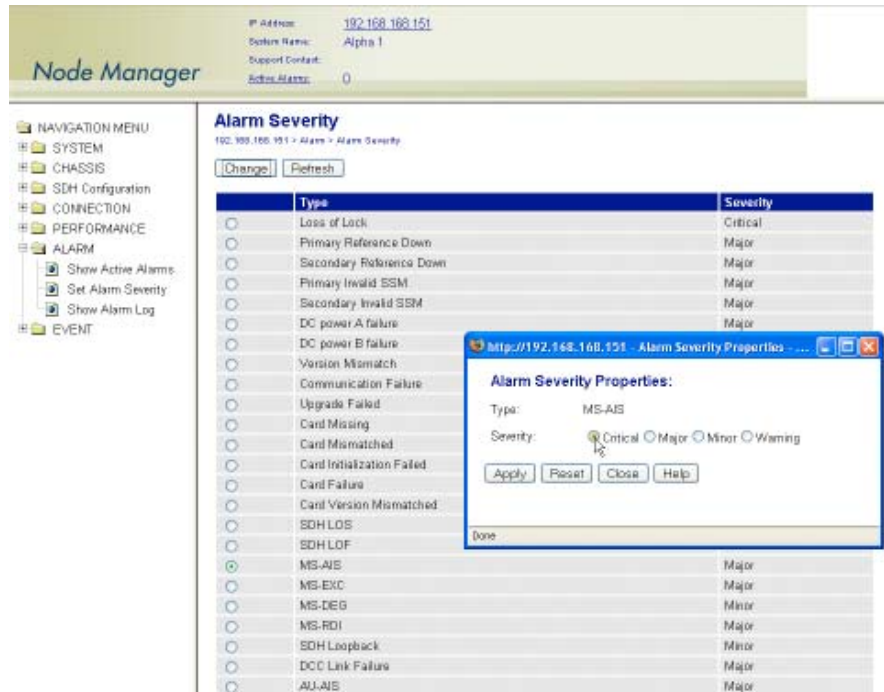 Node Manager
IP Address: 192.168.168.151
System Name: Alpha 1
Support Contact:
Active Alarms: 0
NAVIGATION MENU
SYSTEM
CHASSIS
SDH Configuration
CONNECTION
PERFORMANCE
ALARM
Show Active Alarms
Set Alarm Severity
Show Alarm Log
EVENT
Alarm Severity
192.168.168.151 > Alarm > Alarm Severity
Change Refresh
Type Severity
Loss of Lock Critical
Primary Reference Down Major
Secondary Reference Down Major
Primary Invalid SSM Major
Secondary Invalid SSM Major
DC power A failure Major
DC power B failure
Version Mismatch
Communication Failure
Upgrade Failed
Card Missing
Card Mismatched
Card Initialization Failed
Card Failure
Card Version Mismatched
SDH LOS
SDH LOF
MS-AIS Major
MS-EXC Major
MS-DEG Minor
MS-RDI Major
SDH Loopback Minor
DCC Link Failure Major
AU-AIS Major
http://192.168.168.151 - Alarm Severity Properties - ...
Alarm Severity Properties:
Type: MS-AIS
Severity: Critical Major Minor Warning
Apply Reset Close Help
Done